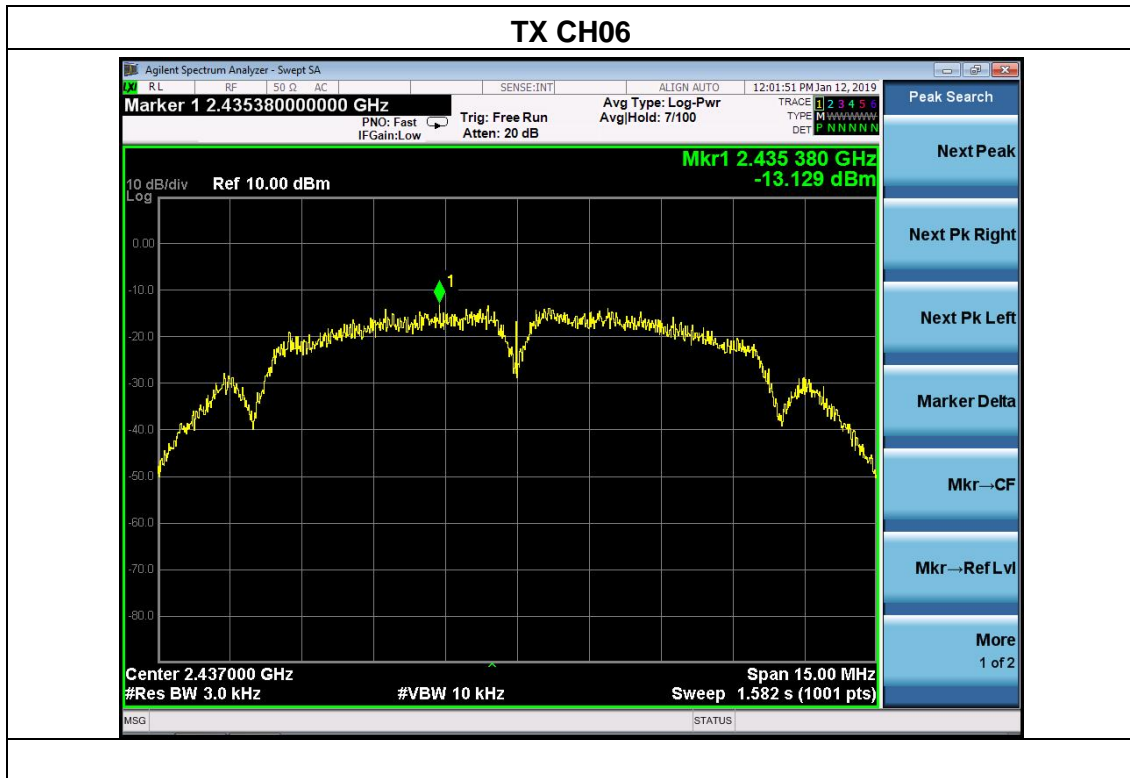 TX CH06
Agilent Spectrum Analyzer - Swept SA
LXI RL RF 50 Ω AC SENSE:INT ALIGN AUTO 12:01:51 PM Jan 12, 2019
Marker 1 2.435380000000 GHz
PNO: Fast
IFGain:Low
Trig: Free Run
Atten: 20 dB
Avg Type: Log-Pwr
Avg|Hold: 7/100
TRACE 1 2 3 4 5 6
TYPE M WWWWW
DET P N N N N N
Peak Search
Mkr1 2.435 380 GHz
-13.129 dBm
10 dB/div Ref 10.00 dBm
Log
0.00
-10.0
-20.0
-30.0
-40.0
-50.0
-60.0
-70.0
-80.0
1
Center 2.437000 GHz Span 15.00 MHz
#Res BW 3.0 kHz #VBW 10 kHz Sweep 1.582 s (1001 pts)
MSG STATUS
Next Peak
Next Pk Right
Next Pk Left
Marker Delta
Mkr→CF
Mkr→Ref Lvl
More
1 of 2